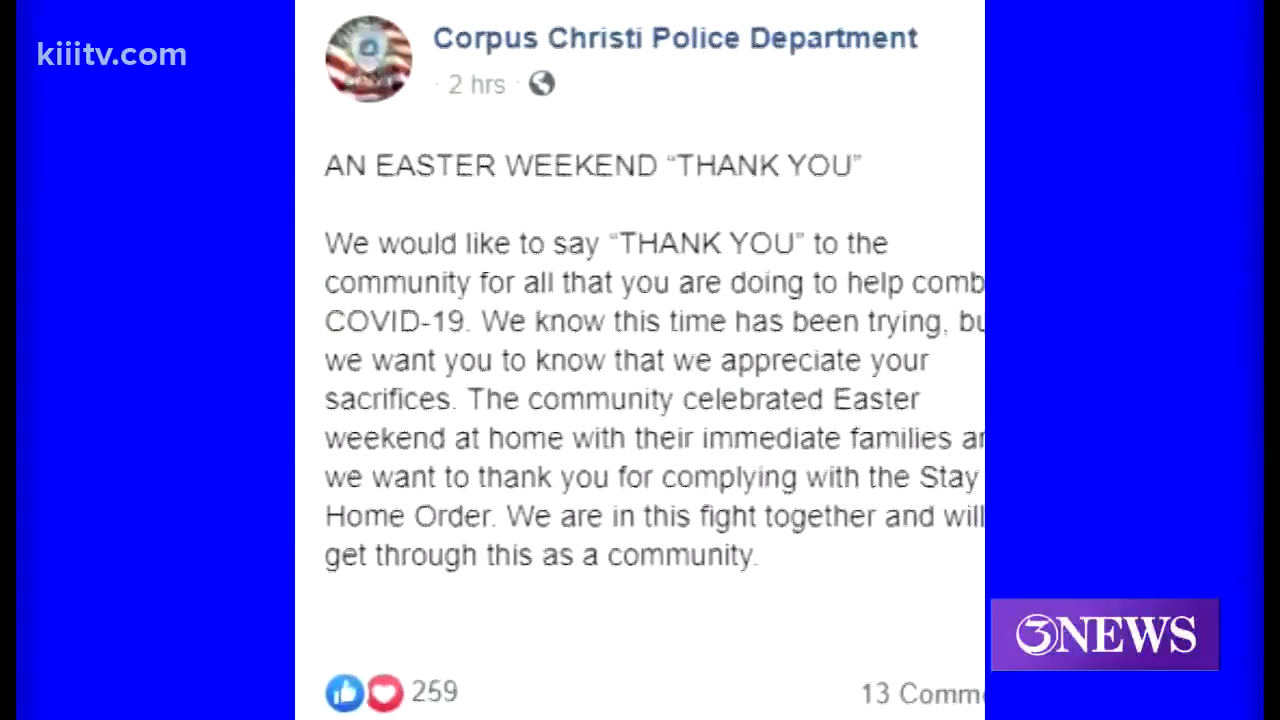 kiiitv.com
Corpus Christi Police Department
· 2 hrs ·
AN EASTER WEEKEND “THANK YOU”
We would like to say “THANK YOU” to the
community for all that you are doing to help comb
COVID-19. We know this time has been trying, bu
we want you to know that we appreciate your
sacrifices. The community celebrated Easter
weekend at home with their immediate families an
we want to thank you for complying with the Stay
Home Order. We are in this fight together and will
get through this as a community.
3NEWS
259
13 Comme